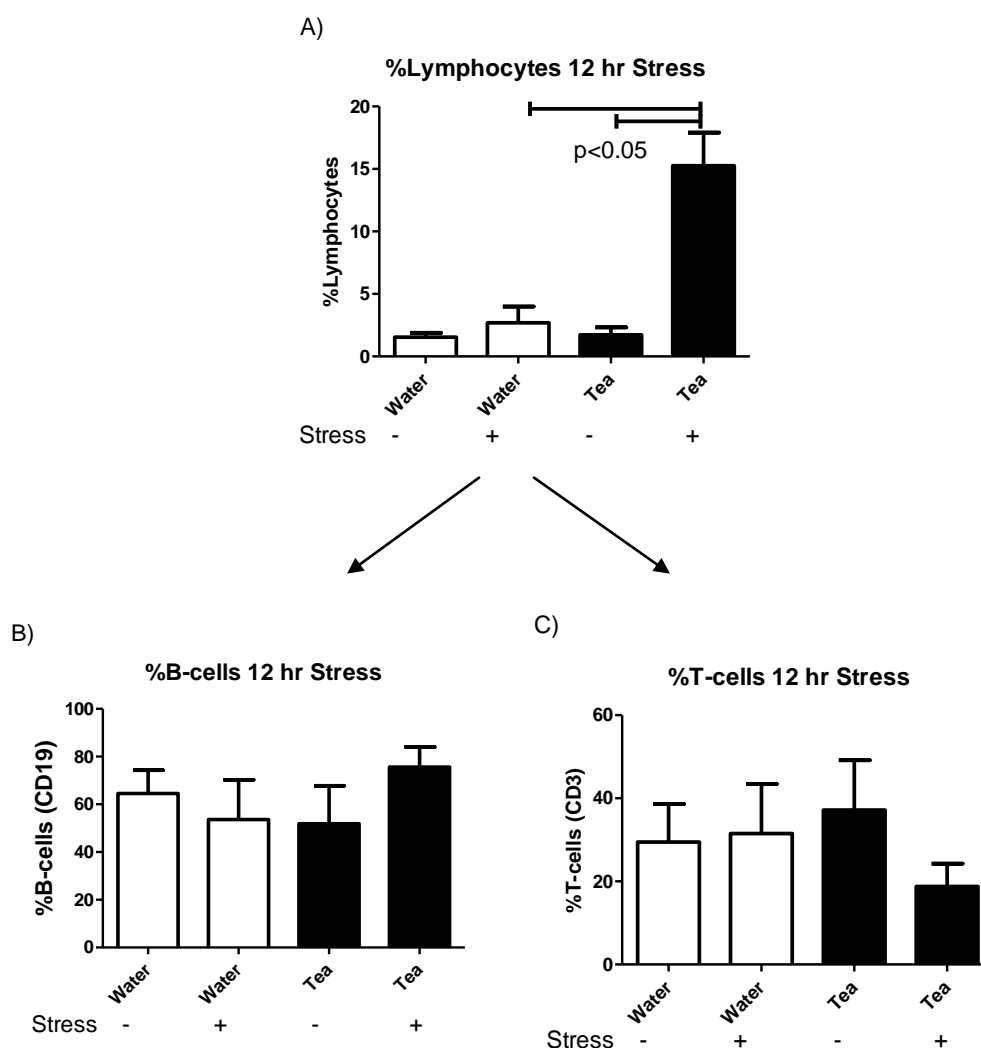 A)
%Lymphocytes 12 hr Stress
%Lymphocytes
20
15
10
5
0
p<0.05
Water Water Tea Tea
Stress - + - +
B)
%B-cells 12 hr Stress
%B-cells (CD19)
100
80
60
40
20
0
Water Water Tea Tea
Stress - + - +
C)
%T-cells 12 hr Stress
%T-cells (CD3)
60
40
20
0
Water Water Tea Tea
Stress - + - +